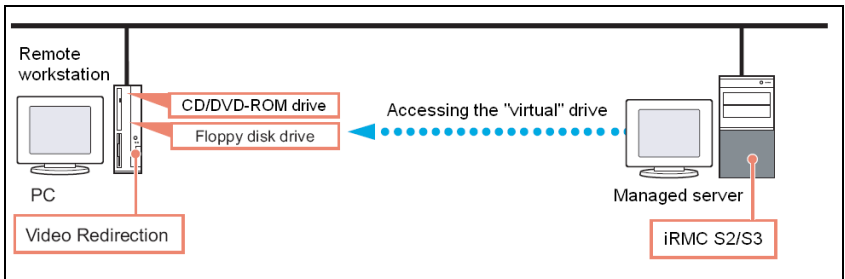 Remote
workstation
CD/DVD-ROM drive
Floppy disk drive
Accessing the "virtual" drive
PC
Managed server
Video Redirection
iRMC S2/S3